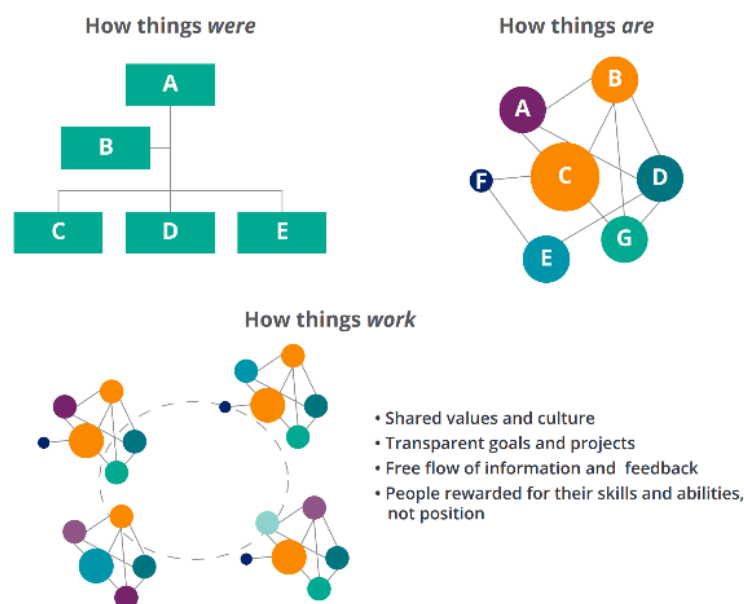 How things were
How things are
A
B
C
D
E
A
B
C
D
E
F
G
How things work
• Shared values and culture
• Transparent goals and projects
• Free flow of information and feedback
• People rewarded for their skills and abilities,
not position